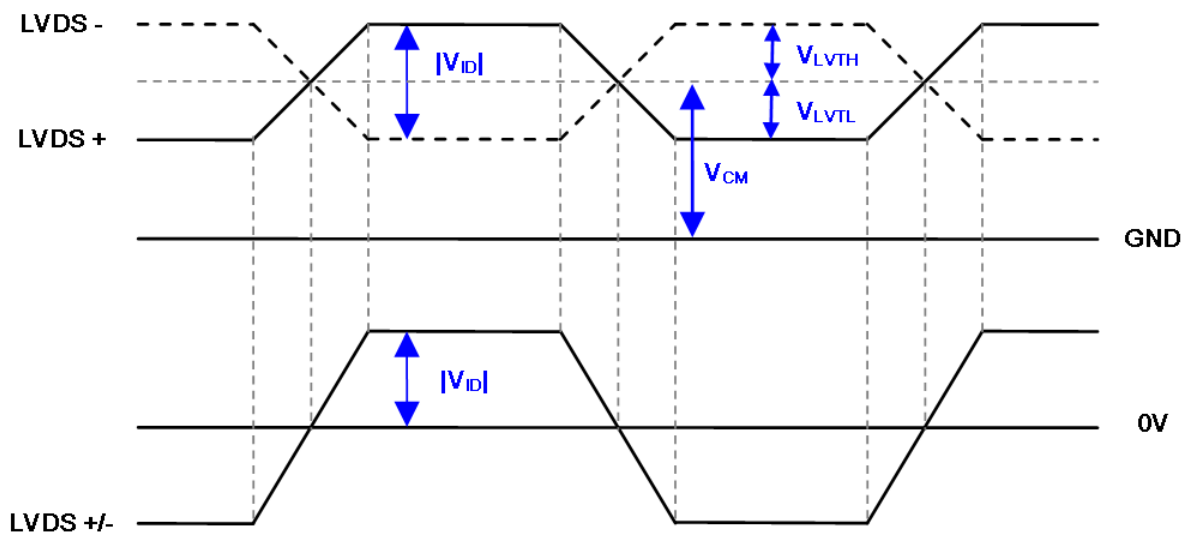 LVDS -
|VID|
VLVTH
LVDS +
VLVTL
VCM
GND
|VID|
0V
LVDS +/-